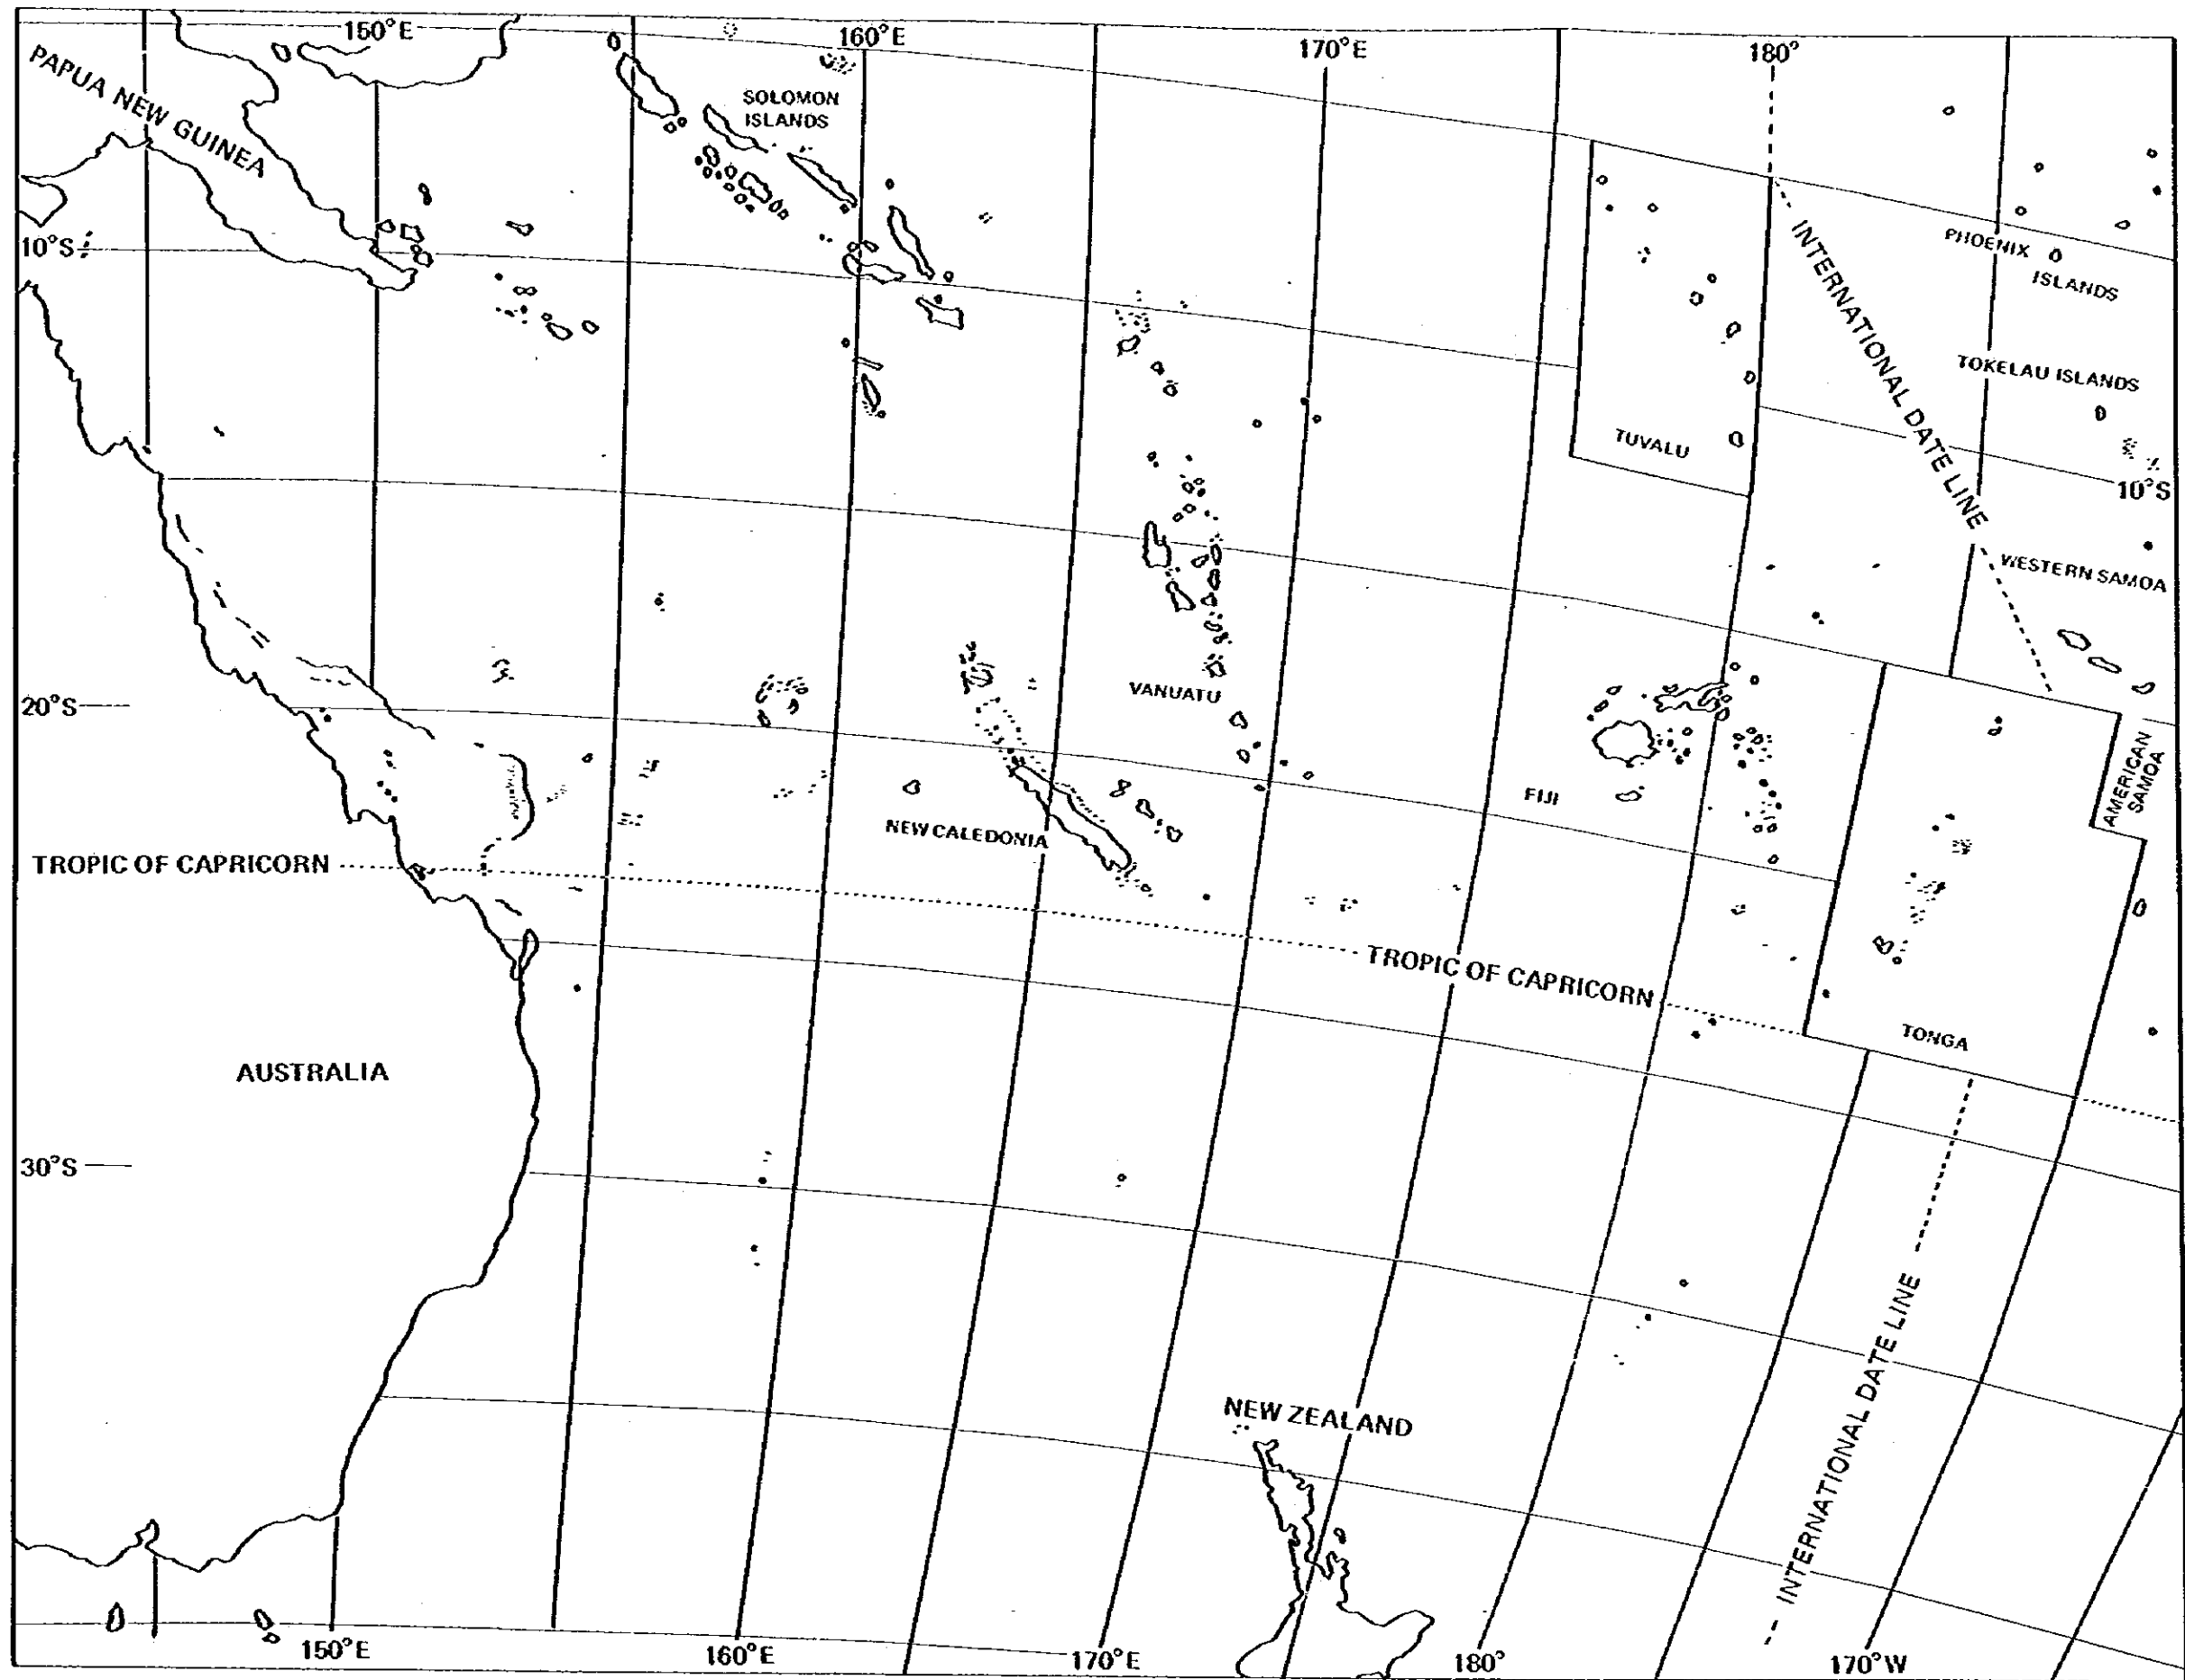 150°E
160°E
170°E
180°
PAPUA NEW GUINEA
SOLOMON
ISLANDS
10°S
INTERNATIONAL DATE LINE
PHOENIX
ISLANDS
TOKELAU ISLANDS
TUVALU
10°S
WESTERN SAMOA
20°S
VANUATU
AMERICAN
SAMOA
FIJI
NEW CALEDONIA
TROPIC OF CAPRICORN
TROPIC OF CAPRICORN
TONGA
AUSTRALIA
30°S
INTERNATIONAL DATE LINE
NEW ZEALAND
150°E
160°E
170°E
180°
170°W